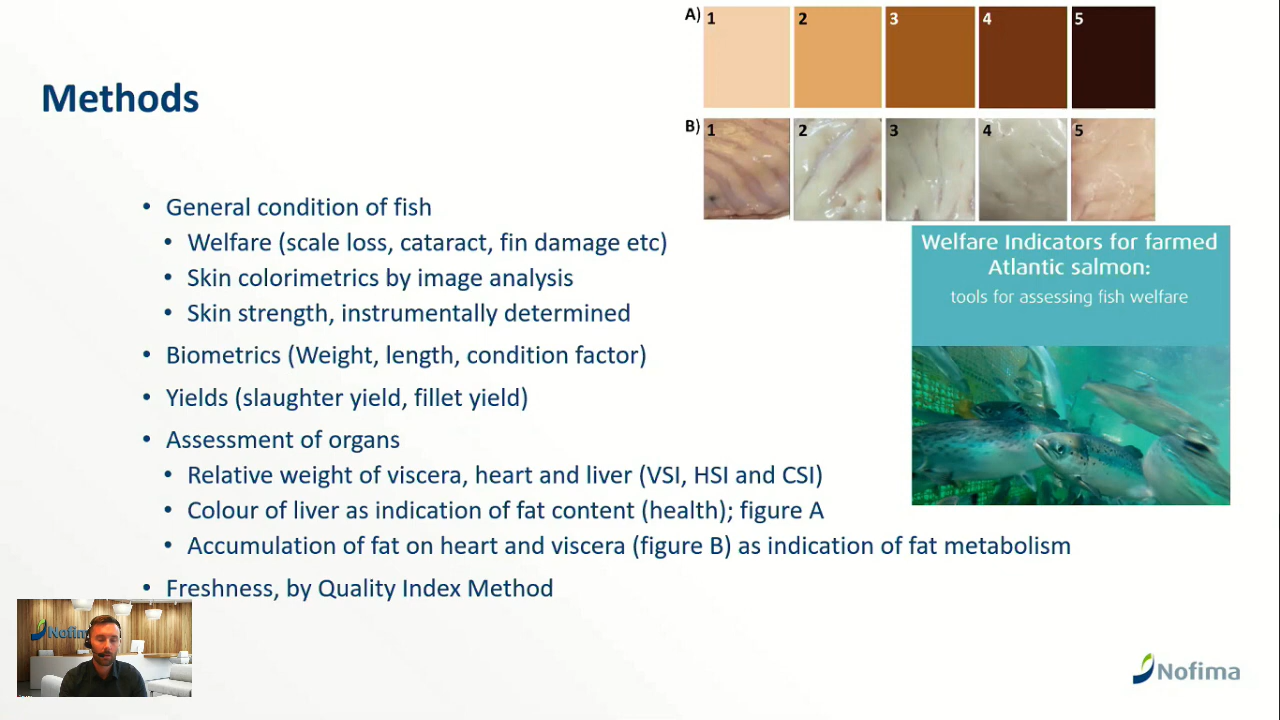 Methods
A) 1 2 3 4 5
B) 1 2 3 4 5
• General condition of fish
• Welfare (scale loss, cataract, fin damage etc)
• Skin colorimetrics by image analysis
• Skin strength, instrumentally determined
• Biometrics (Weight, length, condition factor)
• Yields (slaughter yield, fillet yield)
• Assessment of organs
• Relative weight of viscera, heart and liver (VSI, HSI and CSI)
• Colour of liver as indication of fat content (health); figure A
• Accumulation of fat on heart and viscera (figure B) as indication of fat metabolism
• Freshness, by Quality Index Method
Welfare Indicators for farmed
Atlantic salmon:
tools for assessing fish welfare
Nofima
Nofima